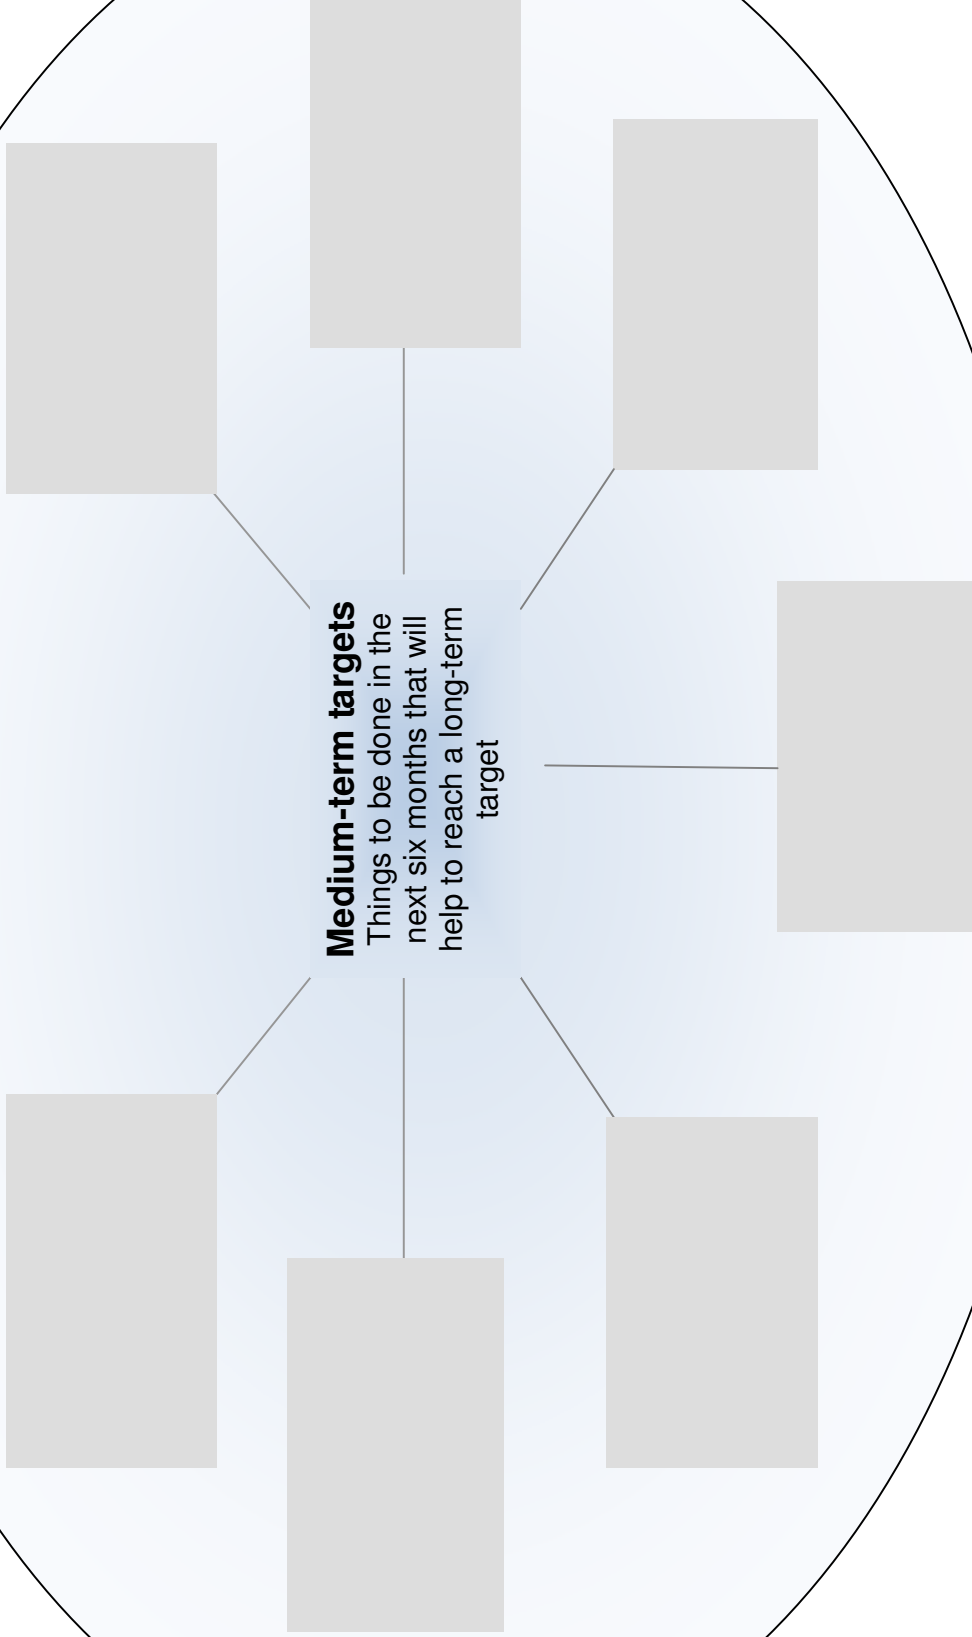 Medium-term targets
Things to be done in the
next six months that will
help to reach a long-term
target